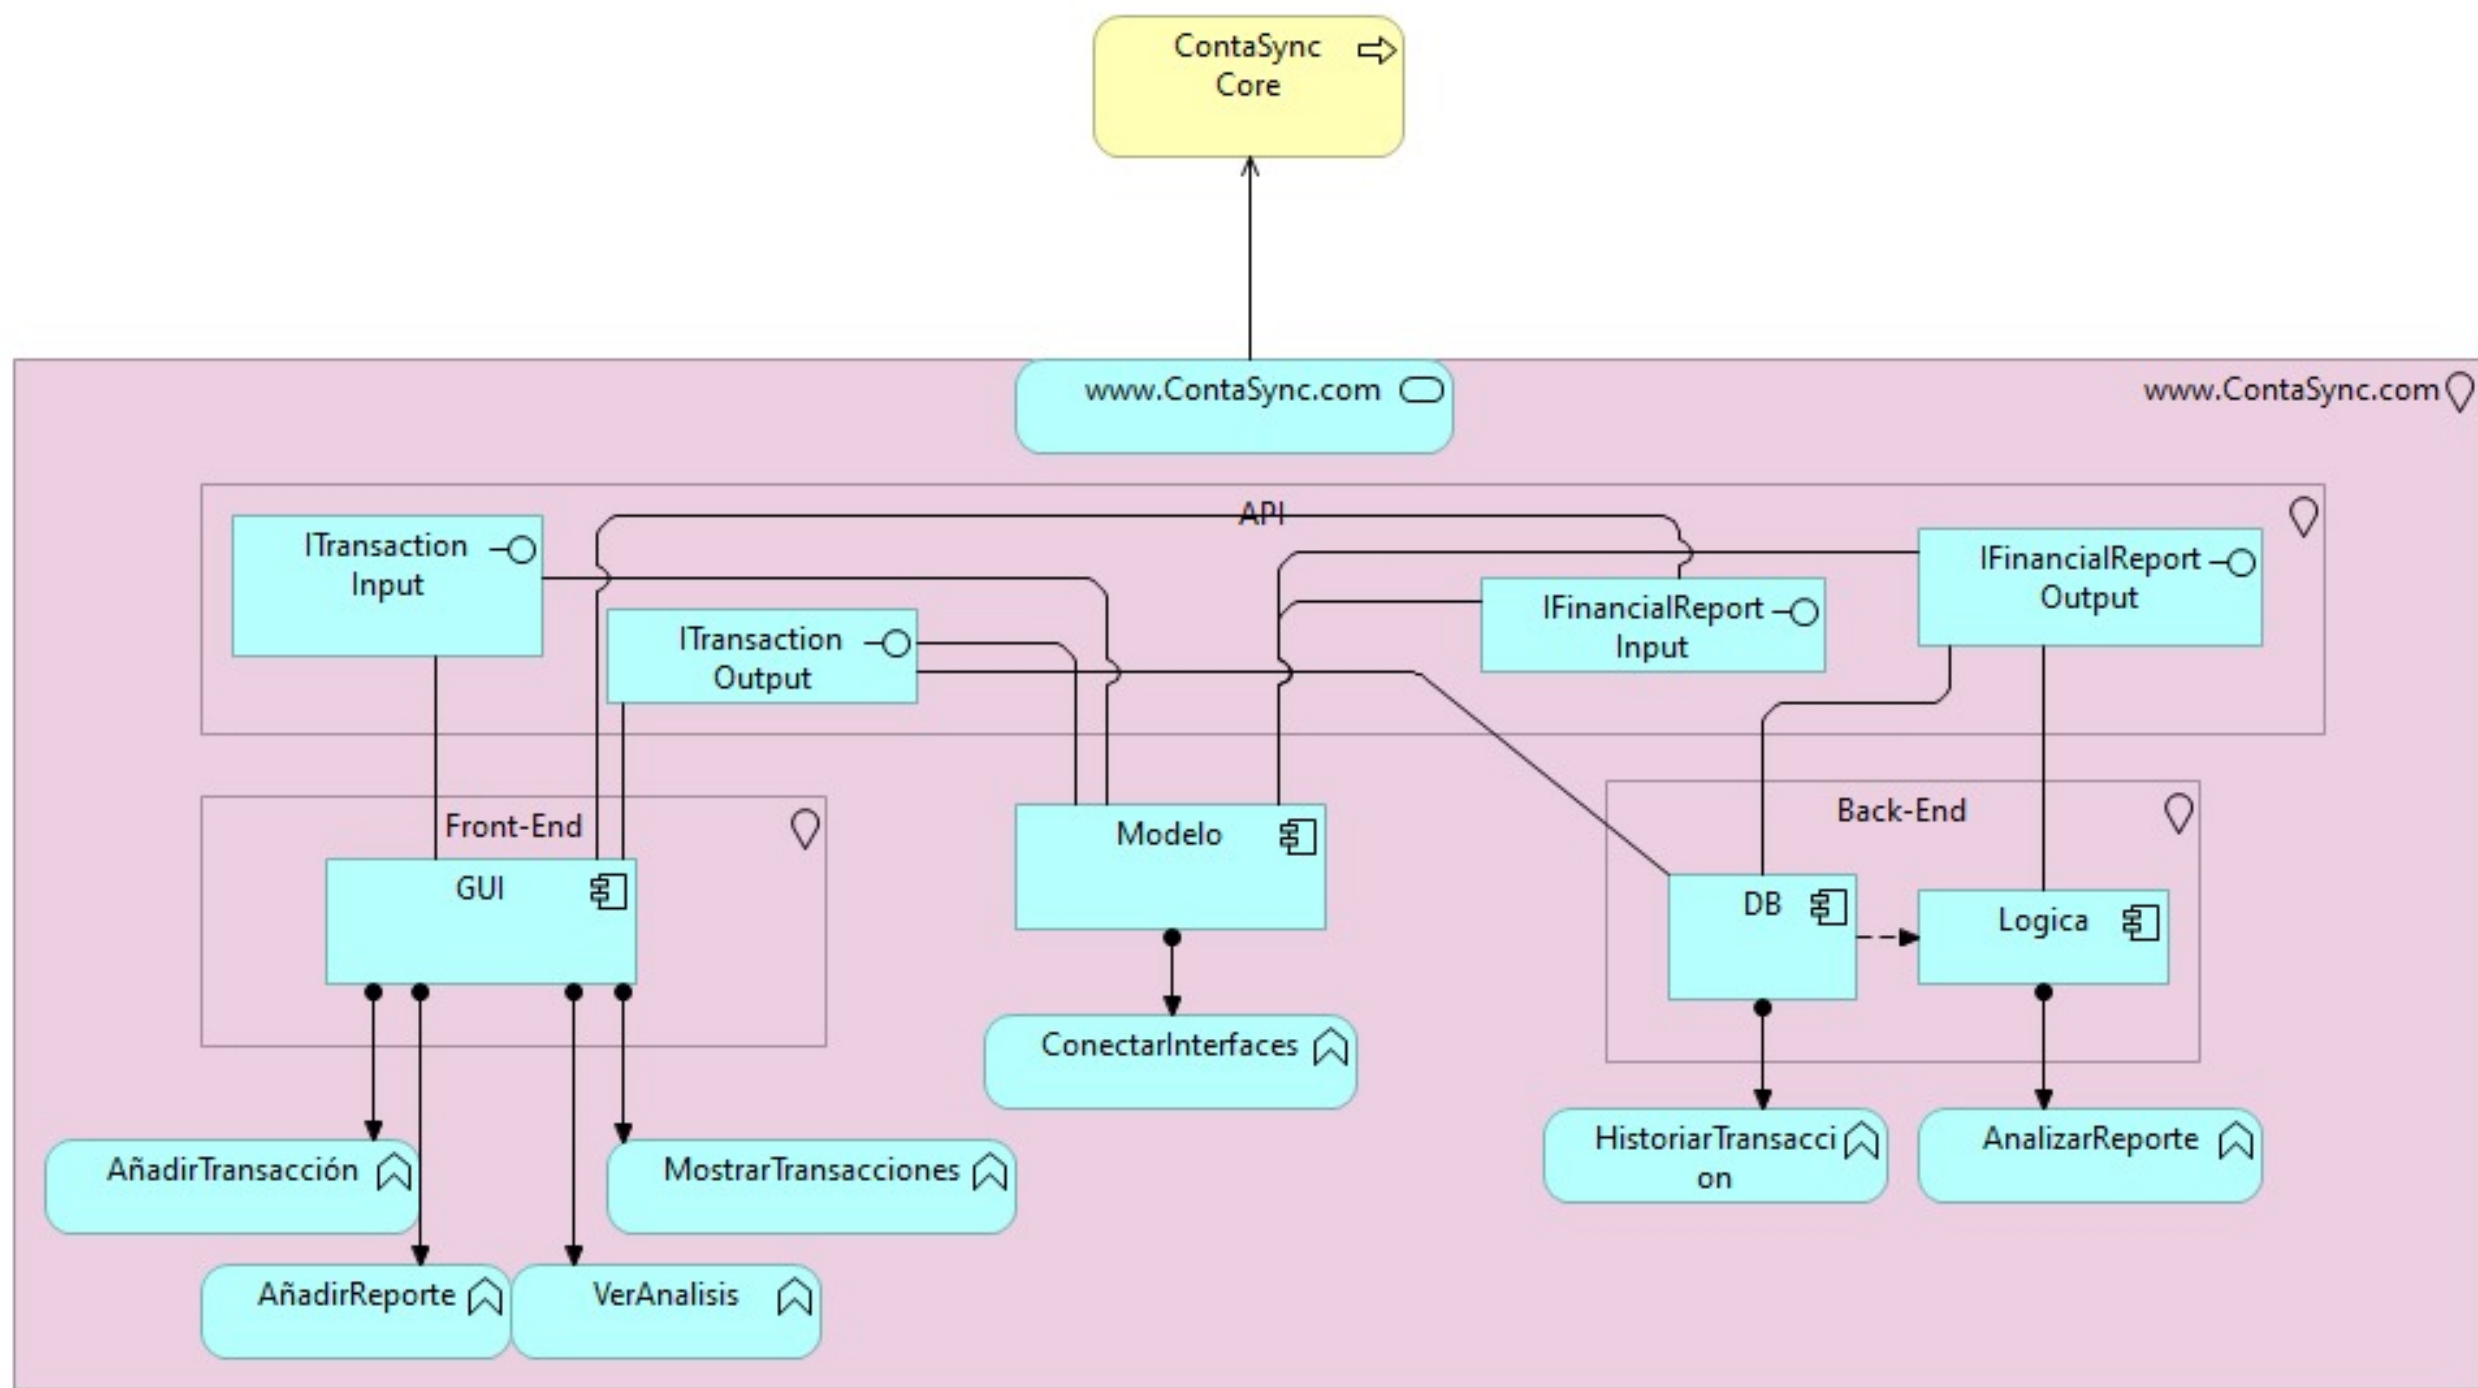 ContaSync
Core
www.ContaSync.com
www.ContaSync.com
API
ITransaction
Input
ITransaction
Output
IFinancialReport
Input
IFinancialReport
Output
Front-End
GUI
Modelo
Back-End
DB
Logica
ConectarInterfaces
AñadirTransacción
MostrarTransacciones
HistoriarTransacci
on
AnalizarReporte
AñadirReporte
VerAnalisis